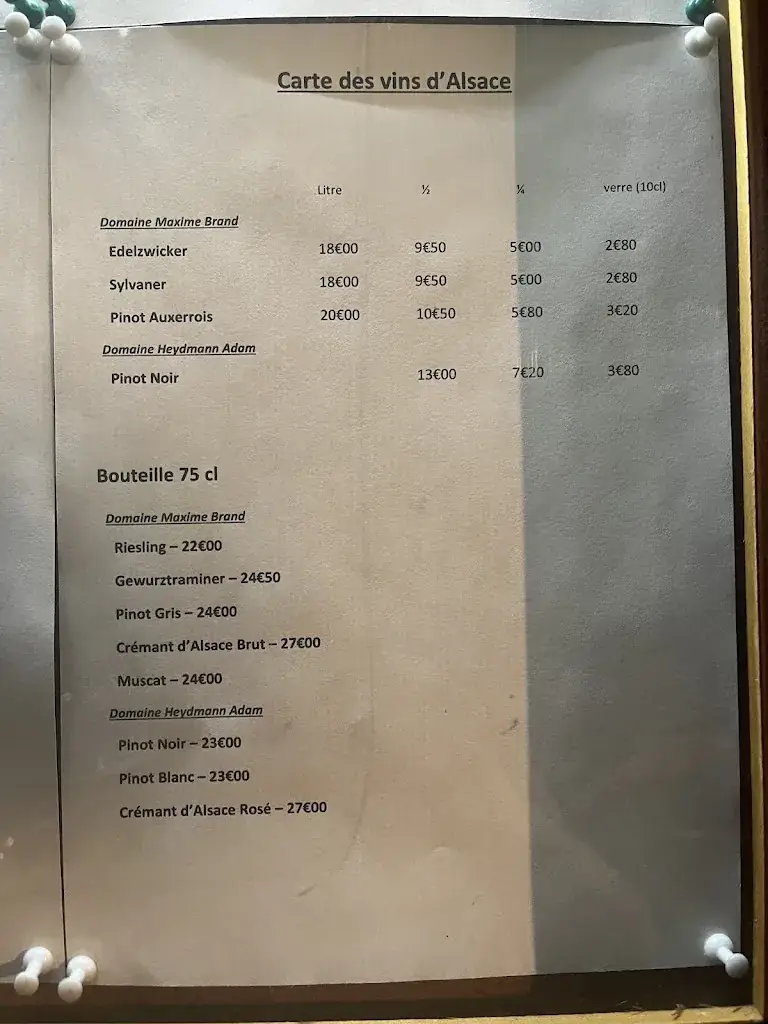 Carte des vins d'Alsace
Litre ½ ¼ verre (10cl)
Domaine Maxime Brand
Edelzwicker 18€00 9€50 5€00 2€80
Sylvaner 18€00 9€50 5€00 2€80
Pinot Auxerrois 20€00 10€50 5€80 3€20
Domaine Heydmann Adam
Pinot Noir 13€00 7€20 3€80
Bouteille 75 cl
Domaine Maxime Brand
Riesling – 22€00
Gewurztraminer – 24€50
Pinot Gris – 24€00
Crémant d'Alsace Brut – 27€00
Muscat – 24€00
Domaine Heydmann Adam
Pinot Noir – 23€00
Pinot Blanc – 23€00
Crémant d'Alsace Rosé – 27€00